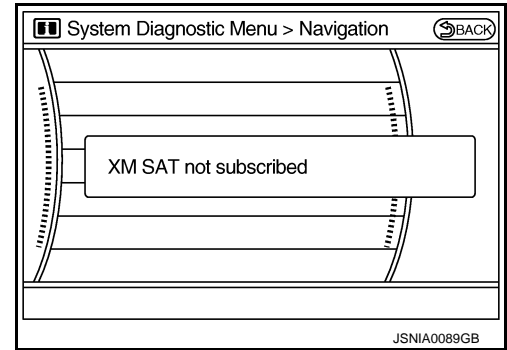 System Diagnostic Menu > Navigation
BACK
XM SAT not subscribed
JSNIA0089GB